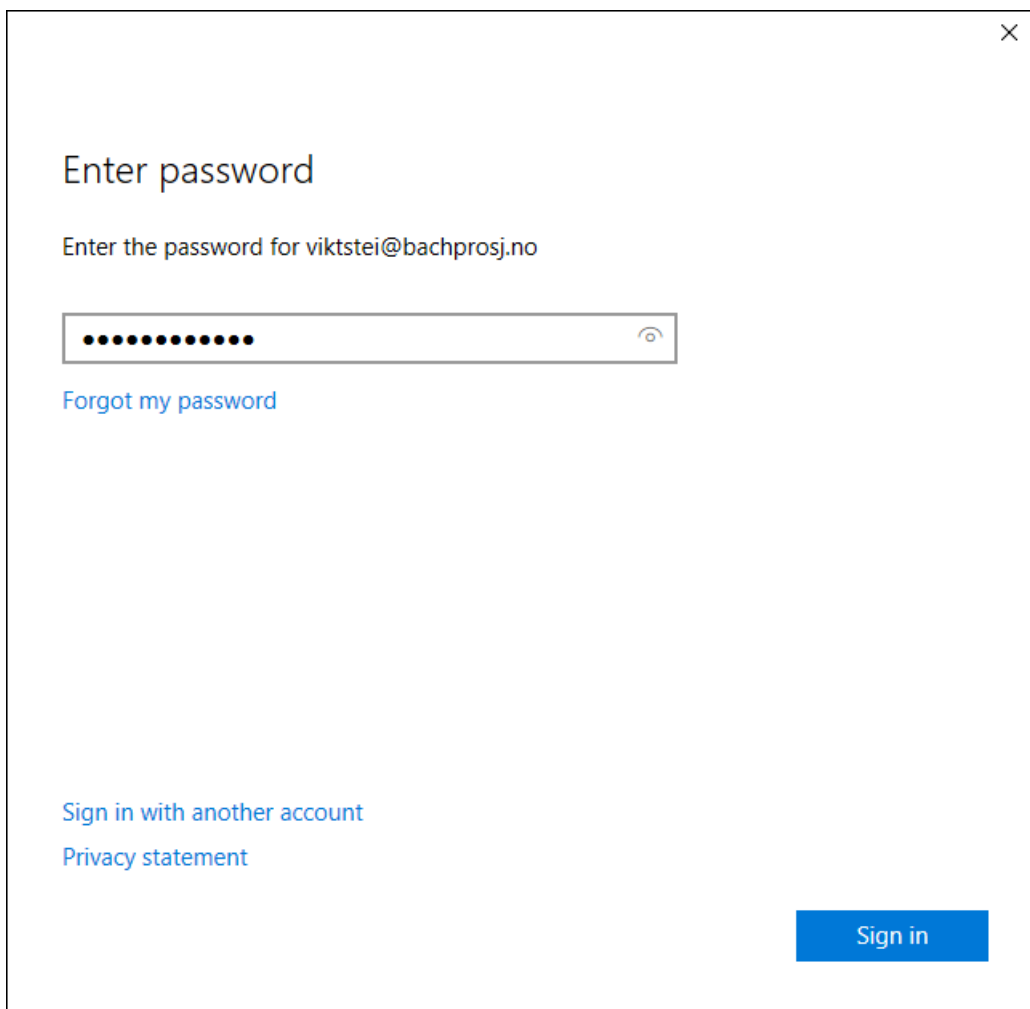 Enter password
Enter the password for viktstei@bachprosj.no
••••••••••••
Forgot my password
Sign in with another account
Privacy statement
Sign in